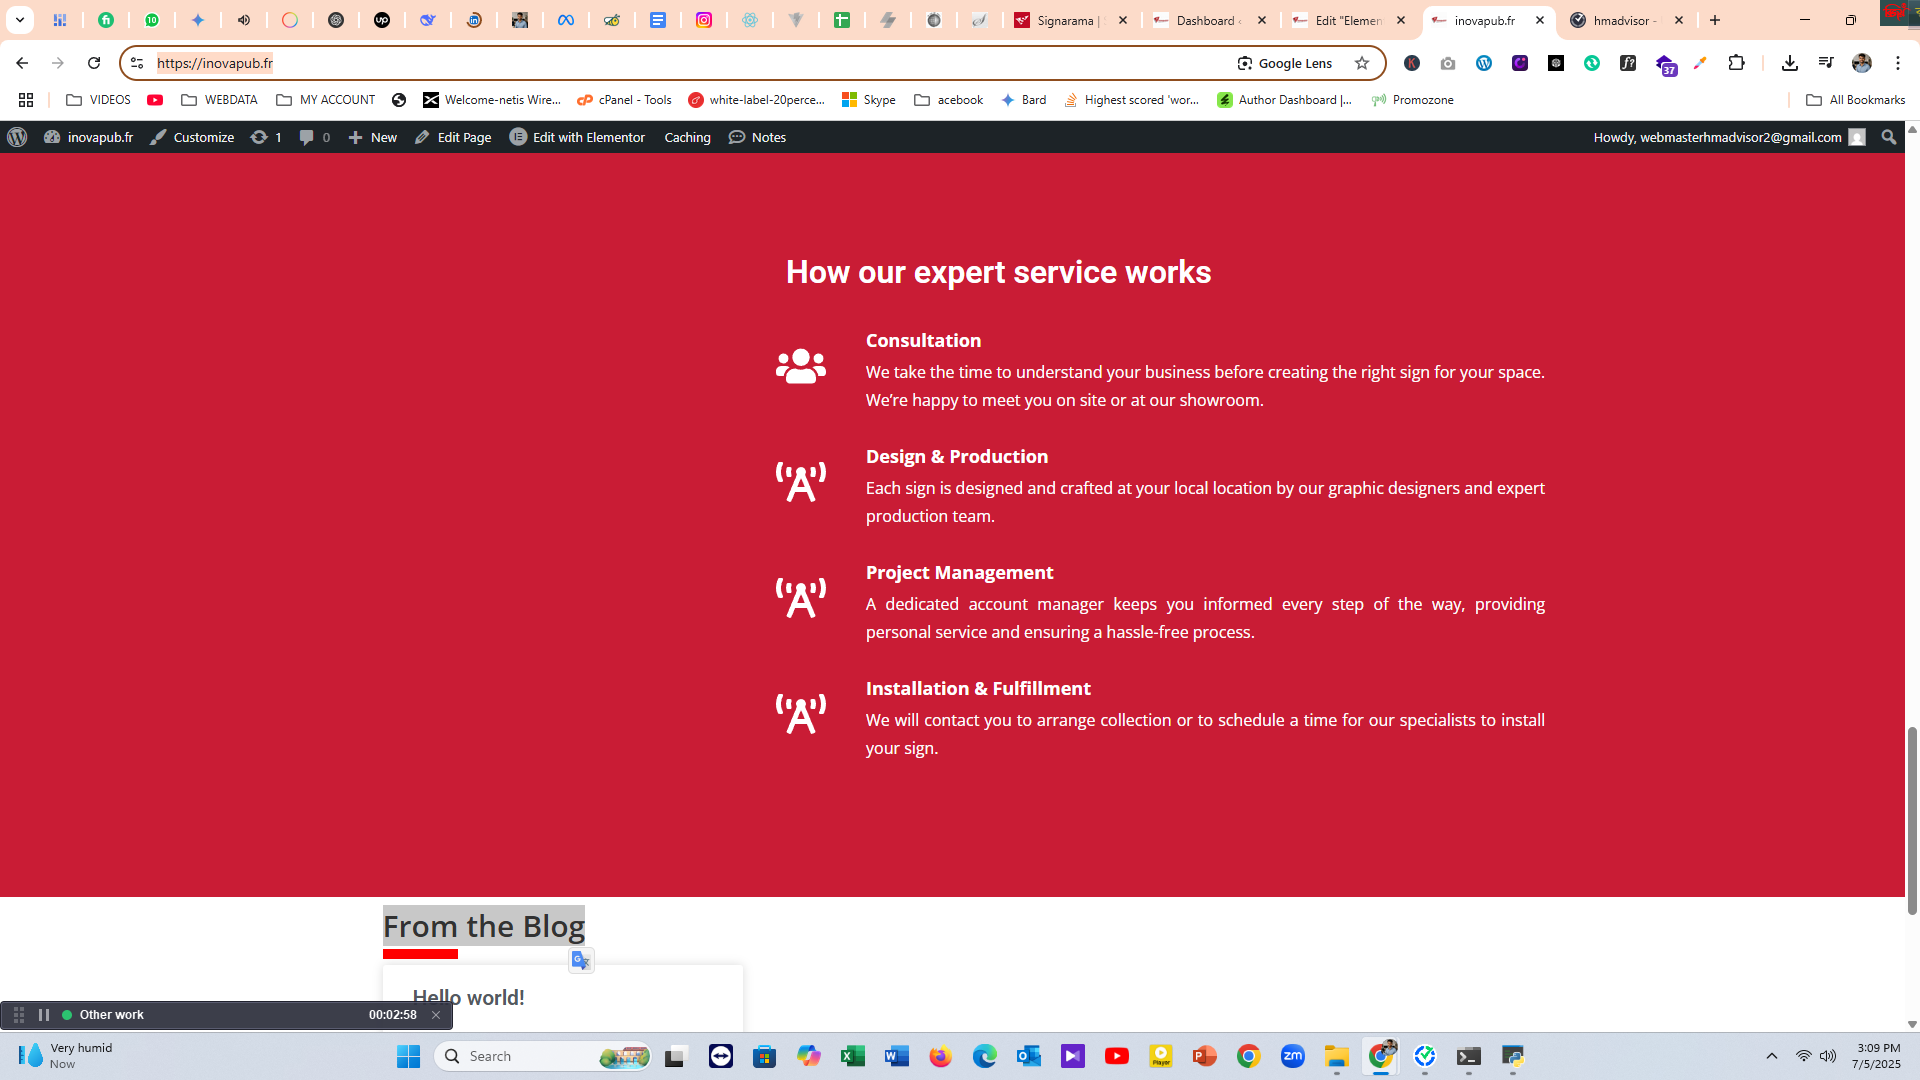 Signarama |
Dashboard
Edit "Elemen
inovapub.fr
hmadvisor -
https://inovapub.fr
Google Lens
37
VIDEOS
WEBDATA
MY ACCOUNT
Welcome-netis Wire...
cPanel - Tools
white-label-20perce...
Skype
acebook
Bard
Highest scored 'wor...
Author Dashboard |...
Promozone
All Bookmarks
inovapub.fr
Customize
1
0
New
Edit Page
Edit with Elementor
Caching
Notes
Howdy, webmasterhmadvisor2@gmail.com
How our expert service works
Consultation
We take the time to understand your business before creating the right sign for your space.
We’re happy to meet you on site or at our showroom.
Design & Production
Each sign is designed and crafted at your local location by our graphic designers and expert
production team.
Project Management
A dedicated account manager keeps you informed every step of the way, providing
personal service and ensuring a hassle-free process.
Installation & Fulfillment
We will contact you to arrange collection or to schedule a time for our specialists to install
your sign.
From the Blog
Hello world!
Other work
00:02:58
Very humid
Now
Search
3:09 PM
7/5/2025